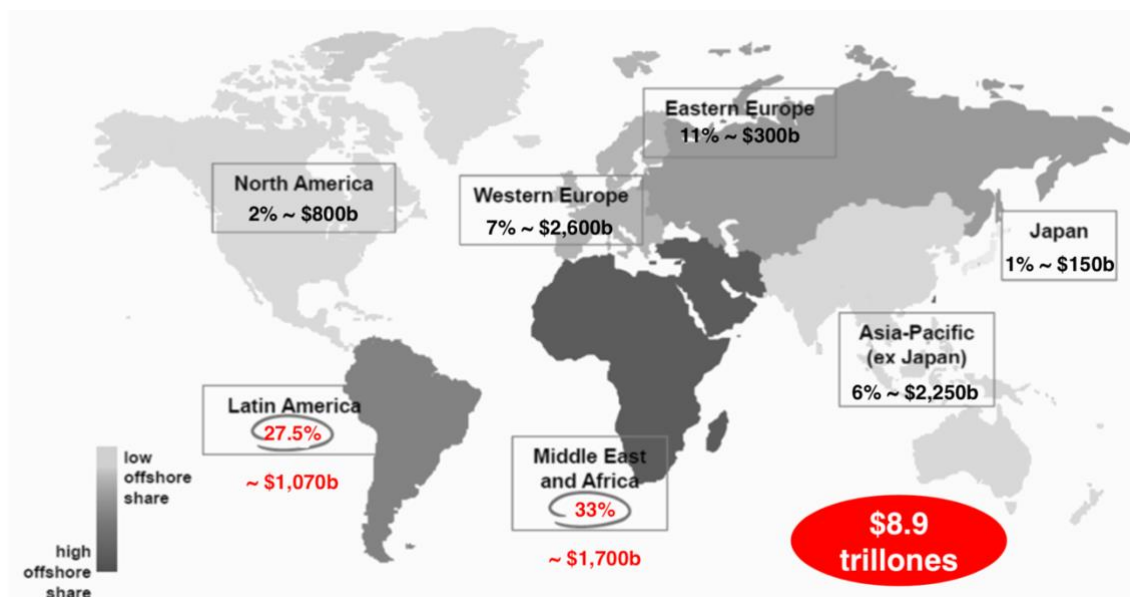 Eastern Europe
11% ~ $300b
North America
2% ~ $800b
Western Europe
7% ~ $2,600b
Japan
1% ~ $150b
Asia-Pacific
(ex Japan)
6% ~ $2,250b
Latin America
27.5%
~ $1,070b
Middle East
and Africa
33%
~ $1,700b
low
offshore
share
high
offshore
share
$8.9
trillones